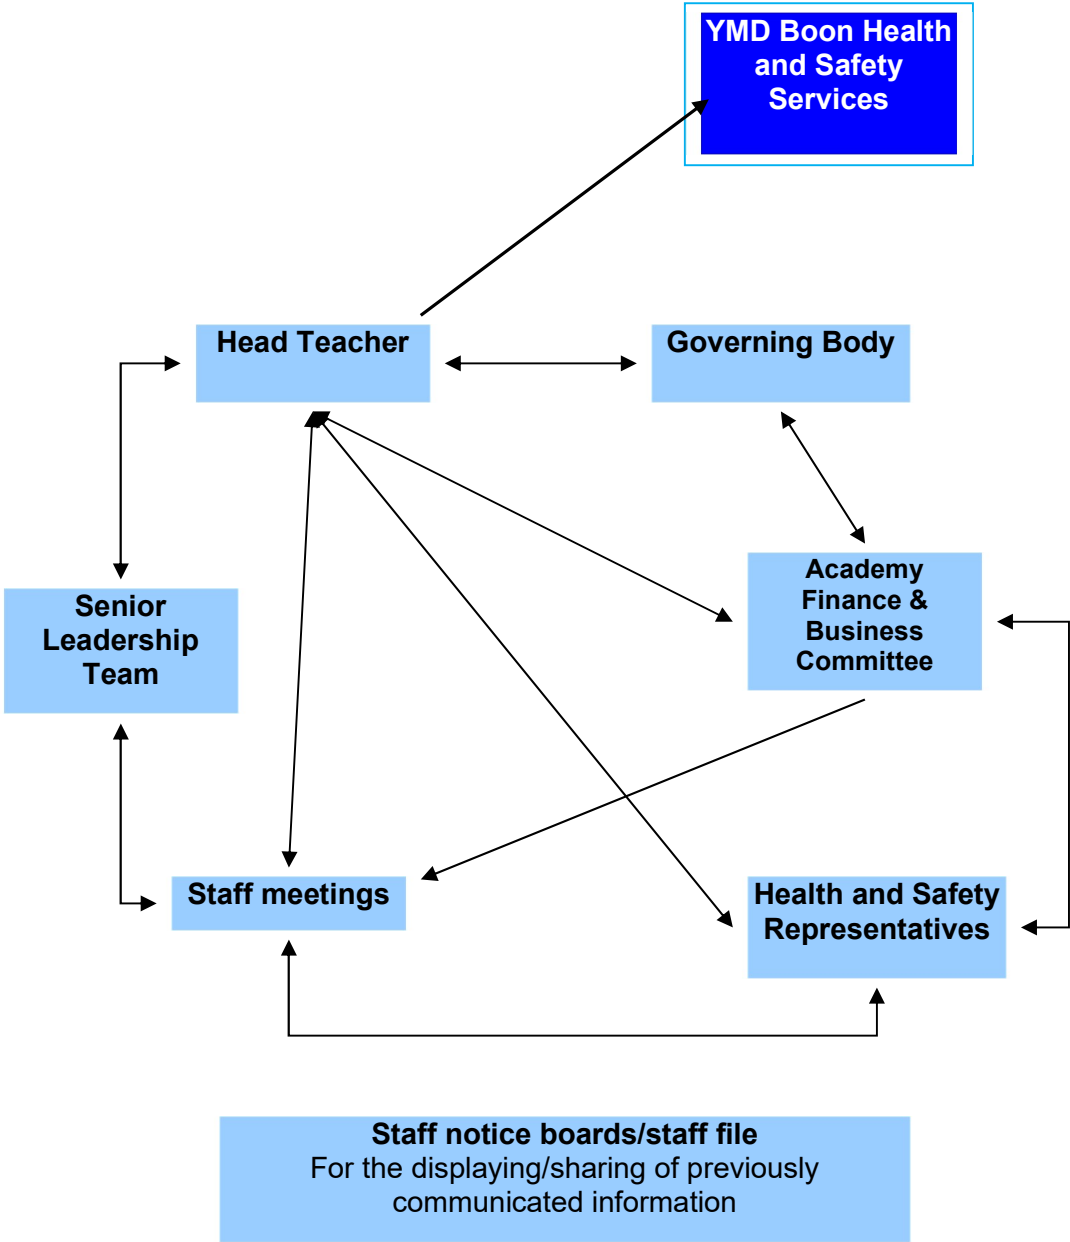 YMD Boon Health
and Safety
Services
Head Teacher
Governing Body
Academy
Finance &
Business
Committee
Senior
Leadership
Team
Staff meetings
Health and Safety
Representatives
Staff notice boards/staff file
For the displaying/sharing of previously
communicated information